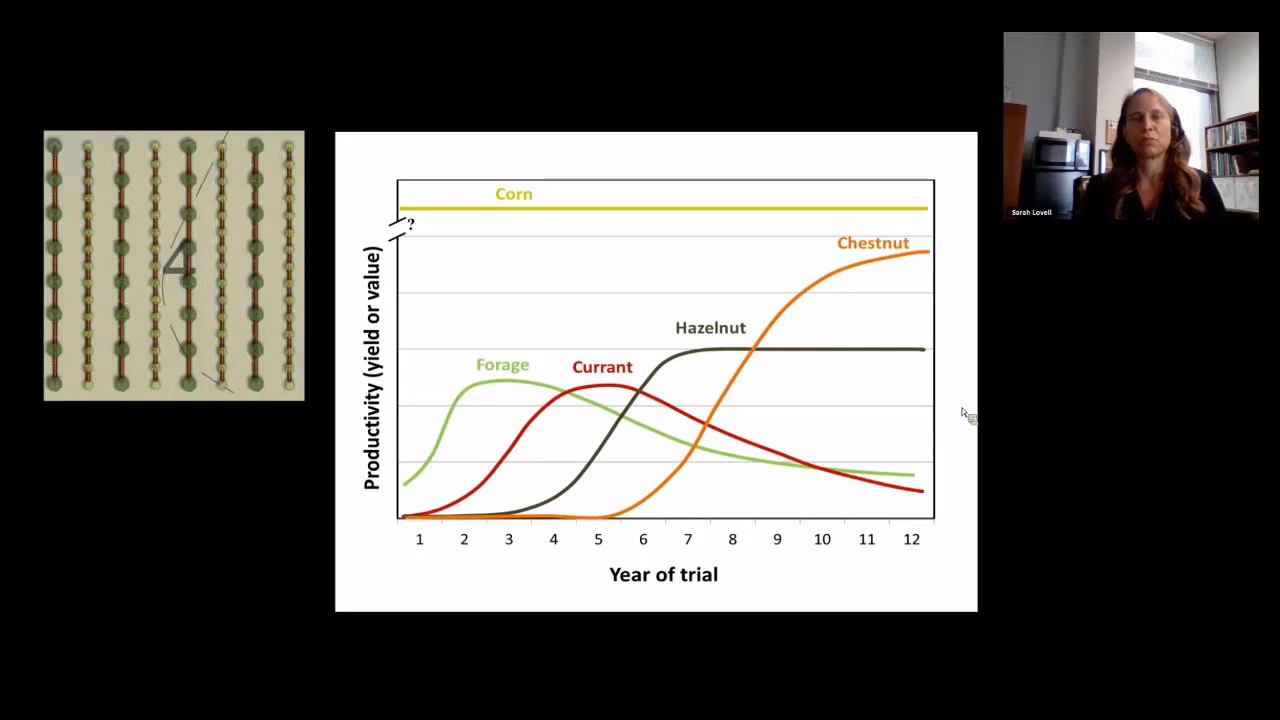 Sarah Lovell
4
Corn
?
Chestnut
Hazelnut
Forage
Currant
Productivity (yield or value)
1 2 3 4 5 6 7 8 9 10 11 12
Year of trial